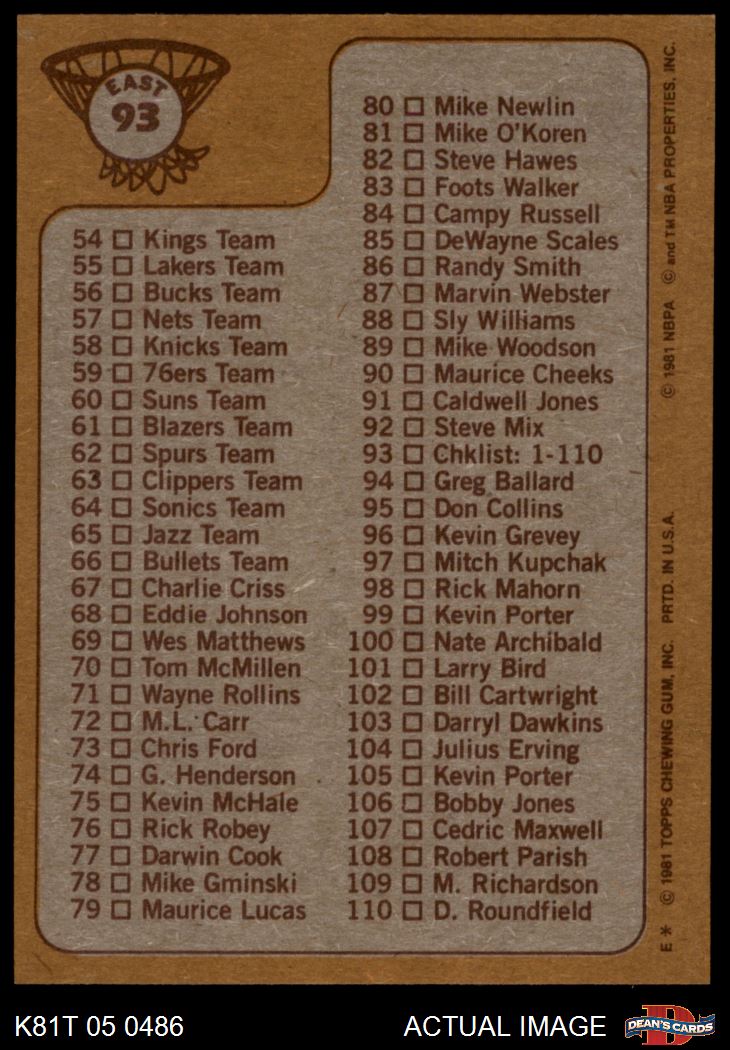 EAST
93
54 □ Kings Team
55 □ Lakers Team
56 □ Bucks Team
57 □ Nets Team
58 □ Knicks Team
59 □ 76ers Team
60 □ Suns Team
61 □ Blazers Team
62 □ Spurs Team
63 □ Clippers Team
64 □ Sonics Team
65 □ Jazz Team
66 □ Bullets Team
67 □ Charlie Criss
68 □ Eddie Johnson
69 □ Wes Matthews
70 □ Tom McMillen
71 □ Wayne Rollins
72 □ M.L. Carr
73 □ Chris Ford
74 □ G. Henderson
75 □ Kevin McHale
76 □ Rick Robey
77 □ Darwin Cook
78 □ Mike Gminski
79 □ Maurice Lucas
80 □ Mike Newlin
81 □ Mike O'Koren
82 □ Steve Hawes
83 □ Foots Walker
84 □ Campy Russell
85 □ DeWayne Scales
86 □ Randy Smith
87 □ Marvin Webster
88 □ Sly Williams
89 □ Mike Woodson
90 □ Maurice Cheeks
91 □ Caldwell Jones
92 □ Steve Mix
93 □ Chklist: 1-110
94 □ Greg Ballard
95 □ Don Collins
96 □ Kevin Grevey
97 □ Mitch Kupchak
98 □ Rick Mahorn
99 □ Kevin Porter
100 □ Nate Archibald
101 □ Larry Bird
102 □ Bill Cartwright
103 □ Darryl Dawkins
104 □ Julius Erving
105 □ Kevin Porter
106 □ Bobby Jones
107 □ Cedric Maxwell
108 □ Robert Parish
109 □ M. Richardson
110 □ D. Roundfield
E * © 1981 TOPPS CHEWING GUM, INC. PRTD. IN U.S.A. © 1981 NBPA © and TM NBA PROPERTIES, INC.
K81T 05 0486
ACTUAL IMAGE
D
DEAN'S CARDS